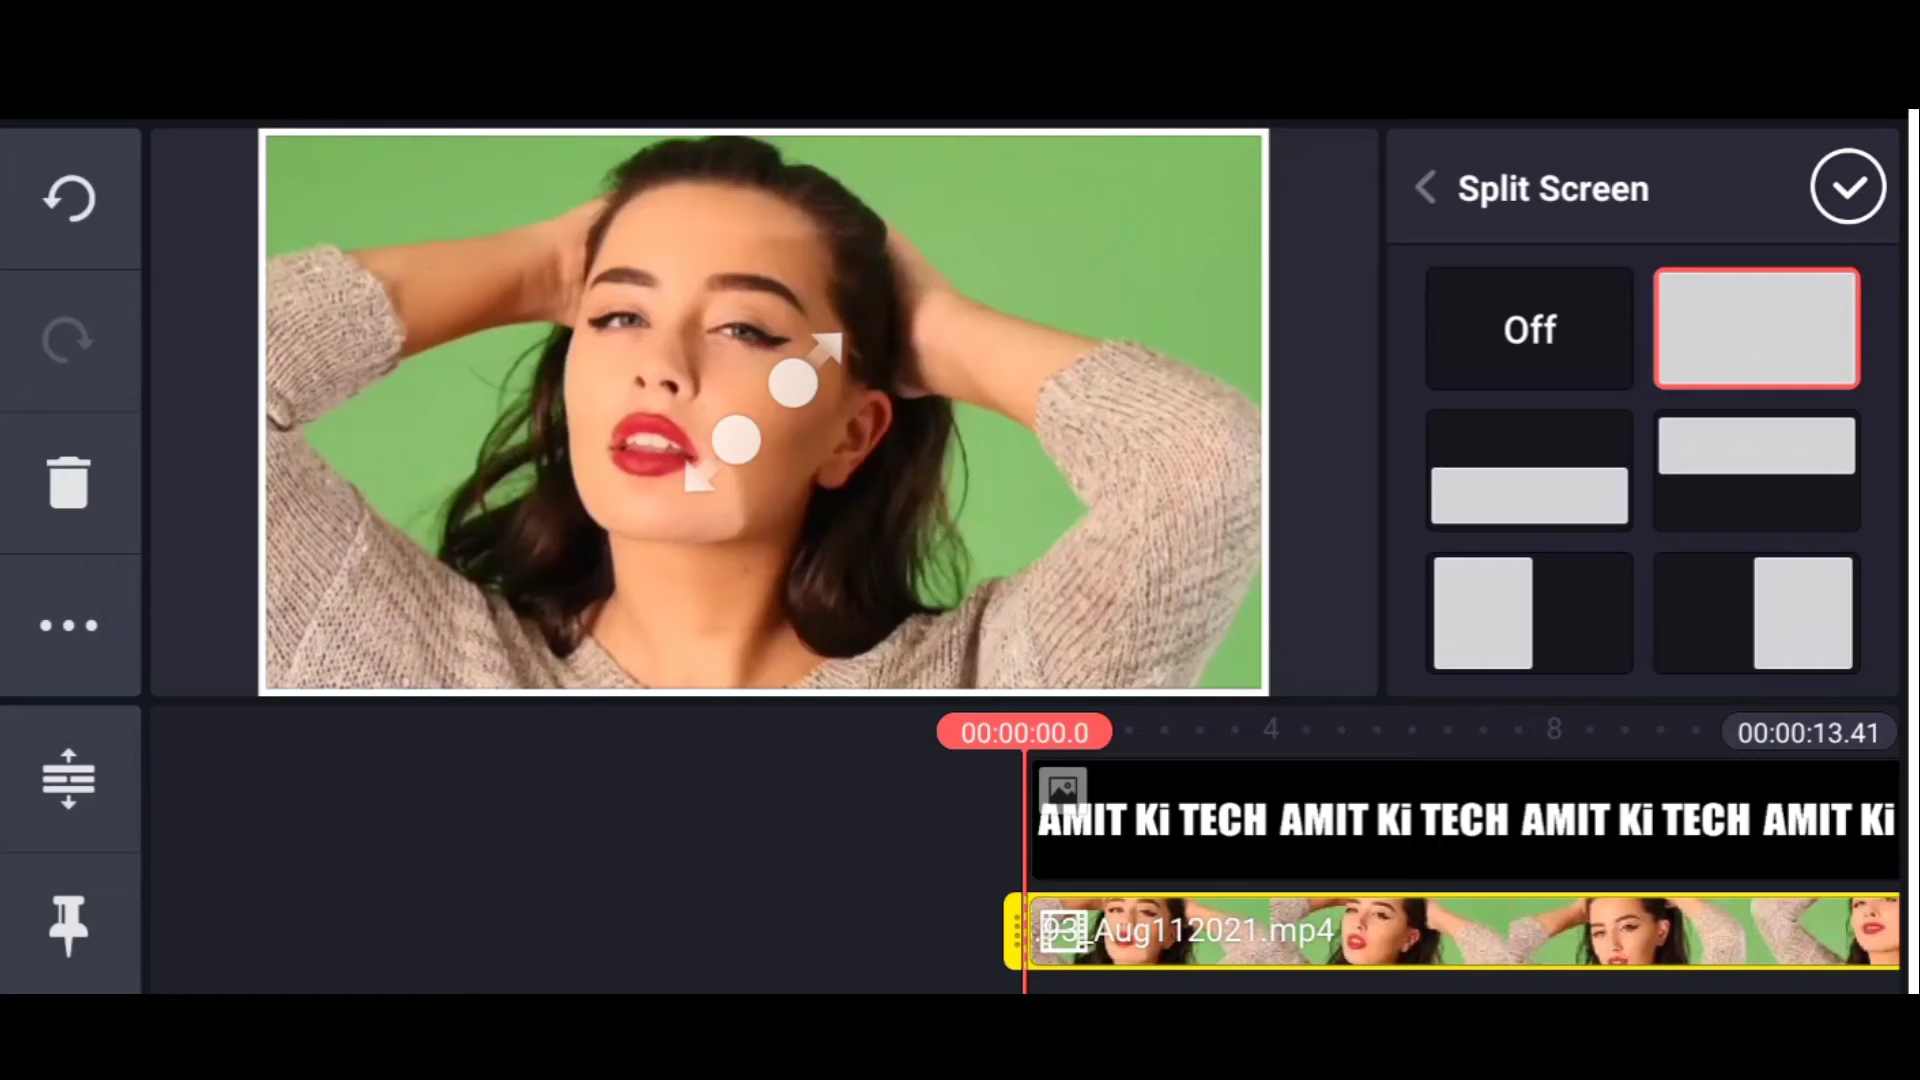 Split Screen
Off
00:00:00.0
4
8
00:00:13.41
AMIT Ki TECH AMIT Ki TECH AMIT Ki TECH AMIT Ki
93_Aug112021.mp4